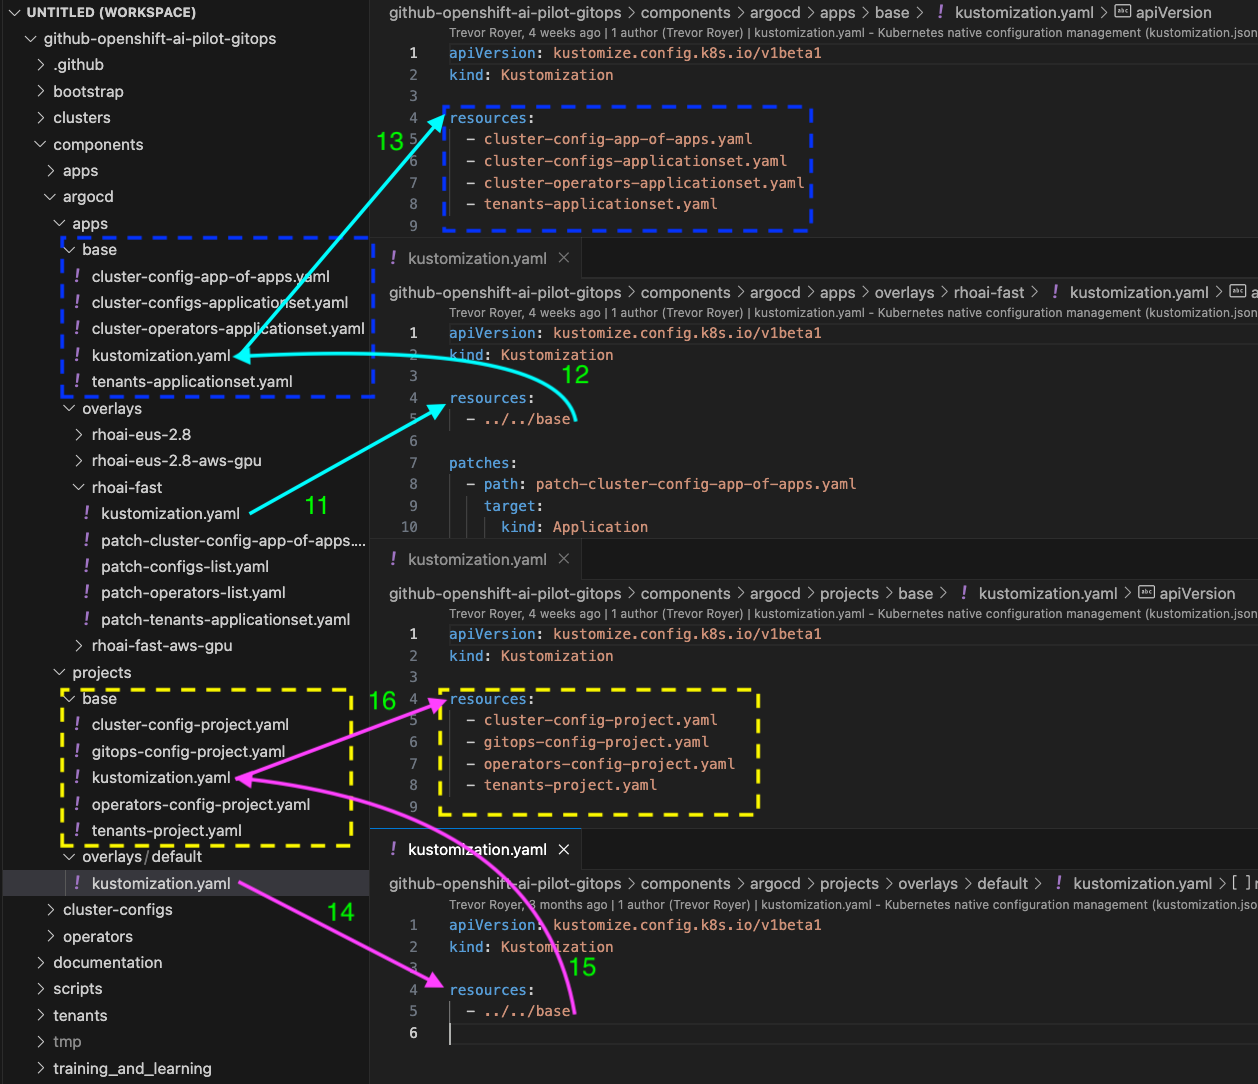 UNTITLED (WORKSPACE)
github-openshift-ai-pilot-gitops
.github
bootstrap
clusters
components
apps
argocd
apps
base
cluster-config-app-of-apps.yaml
cluster-configs-applicationset.yaml
cluster-operators-applicationset.yaml
kustomization.yaml
tenants-applicationset.yaml
overlays
rhoai-eus-2.8
rhoai-eus-2.8-aws-gpu
rhoai-fast
kustomization.yaml
patch-cluster-config-app-of-apps....
patch-configs-list.yaml
patch-operators-list.yaml
patch-tenants-applicationset.yaml
rhoai-fast-aws-gpu
projects
base
cluster-config-project.yaml
gitops-config-project.yaml
kustomization.yaml
operators-config-project.yaml
tenants-project.yaml
overlays/default
kustomization.yaml
cluster-configs
operators
documentation
scripts
tenants
tmp
training_and_learning
github-openshift-ai-pilot-gitops > components > argocd > apps > base > ! kustomization.yaml > abc apiVersion
Trevor Royer, 4 weeks ago | 1 author (Trevor Royer) | kustomization.yaml - Kubernetes native configuration management (kustomization.json
1 apiVersion: kustomize.config.k8s.io/v1beta1
2 kind: Kustomization
3
4 resources:
5 - cluster-config-app-of-apps.yaml
6 - cluster-configs-applicationset.yaml
7 - cluster-operators-applicationset.yaml
8 - tenants-applicationset.yaml
9
13
! kustomization.yaml
github-openshift-ai-pilot-gitops > components > argocd > apps > overlays > rhoai-fast > ! kustomization.yaml > abc a
Trevor Royer, 4 weeks ago | 1 author (Trevor Royer) | kustomization.yaml - Kubernetes native configuration management (kustomization.json
1 apiVersion: kustomize.config.k8s.io/v1beta1
2 kind: Kustomization
3
4 resources:
5 - ../../base
6
7 patches:
8 - path: patch-cluster-config-app-of-apps.yaml
9 target:
10 kind: Application
12
11
! kustomization.yaml
github-openshift-ai-pilot-gitops > components > argocd > projects > base > ! kustomization.yaml > abc apiVersion
Trevor Royer, 4 weeks ago | 1 author (Trevor Royer) | kustomization.yaml - Kubernetes native configuration management (kustomization.json
1 apiVersion: kustomize.config.k8s.io/v1beta1
2 kind: Kustomization
3
4 resources:
5 - cluster-config-project.yaml
6 - gitops-config-project.yaml
7 - operators-config-project.yaml
8 - tenants-project.yaml
9
16
! kustomization.yaml
github-openshift-ai-pilot-gitops > components > argocd > projects > overlays > default > ! kustomization.yaml > [ ] r
Trevor Royer, 3 months ago | 1 author (Trevor Royer) | kustomization.yaml - Kubernetes native configuration management (kustomization.json
1 apiVersion: kustomize.config.k8s.io/v1beta1
2 kind: Kustomization
3
4 resources:
5 - ../../base
6
14
15